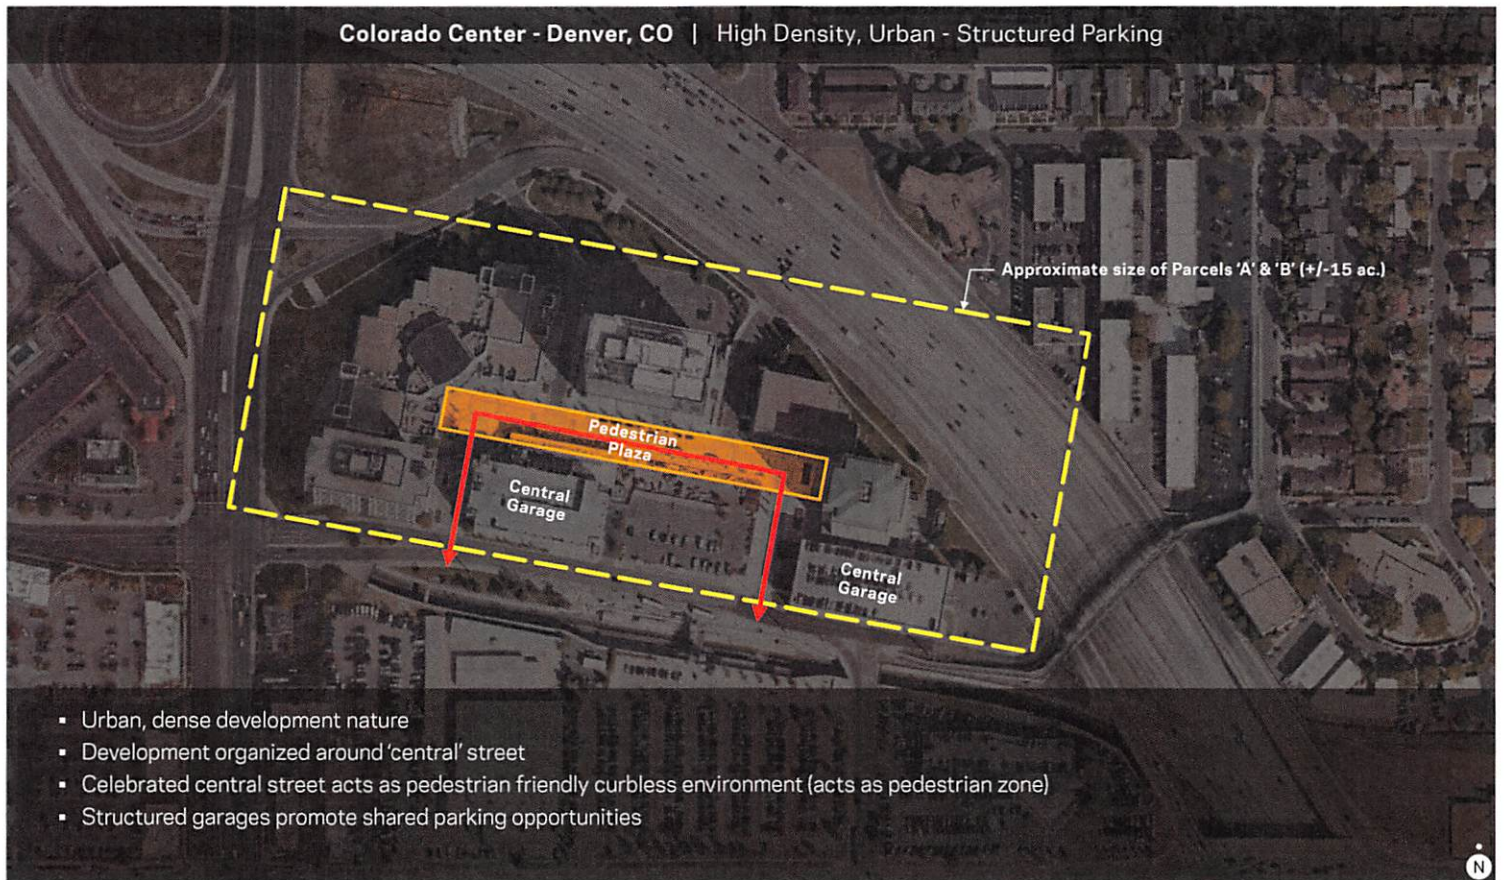 Colorado Center - Denver, CO | High Density, Urban - Structured Parking
Approximate size of Parcels 'A' & 'B' (+/-15 ac.)
Pedestrian
Plaza
Central
Garage
Central
Garage
▪ Urban, dense development nature
▪ Development organized around 'central' street
▪ Celebrated central street acts as pedestrian friendly curbless environment (acts as pedestrian zone)
▪ Structured garages promote shared parking opportunities
N